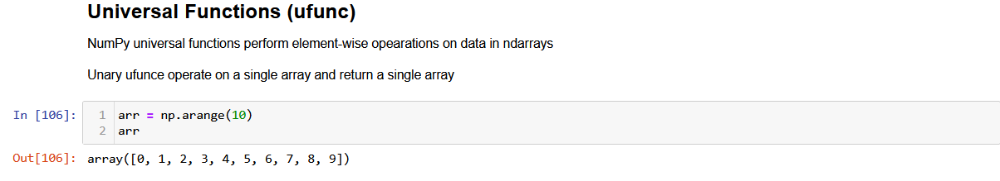 Universal Functions (ufunc)
NumPy universal functions perform element-wise opearations on data in ndarrays
Unary ufunce operate on a single array and return a single array
In [106]: 1 arr = np.arange(10)
2 arr
Out[106]: array([0, 1, 2, 3, 4, 5, 6, 7, 8, 9])